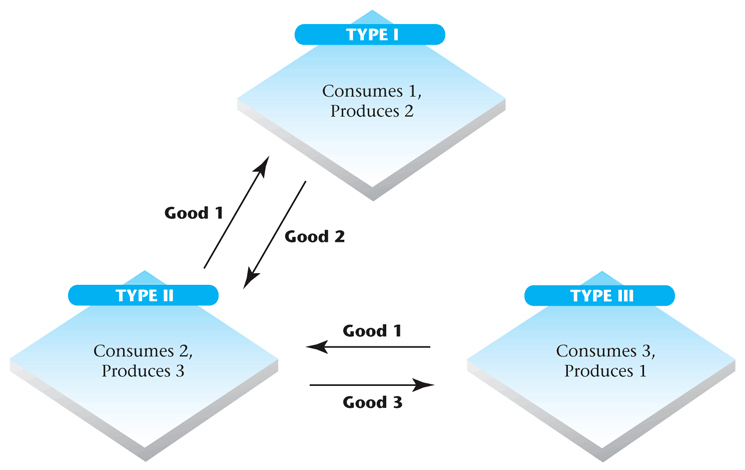 TYPE I
Consumes 1,
Produces 2
Good 1
Good 2
TYPE II
Consumes 2,
Produces 3
Good 1
Good 3
TYPE III
Consumes 3,
Produces 1